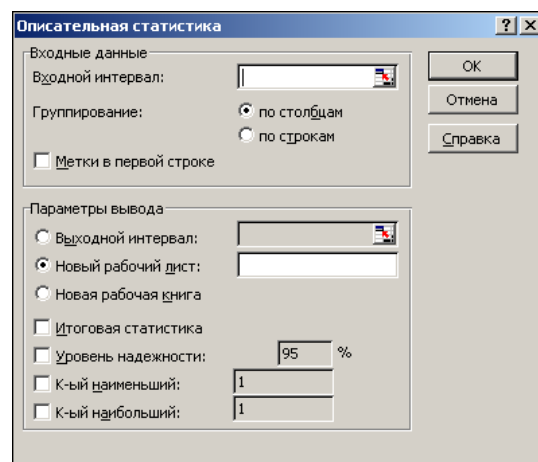 Описательная статистика
Входные данные
Входной интервал:
Группирование:
по столбцам
по строкам
Метки в первой строке
OK
Отмена
Справка
Параметры вывода
Выходной интервал:
Новый рабочий лист:
Новая рабочая книга
Итоговая статистика
Уровень надежности: 95 %
К-ый наименьший: 1
К-ый наибольший: 1